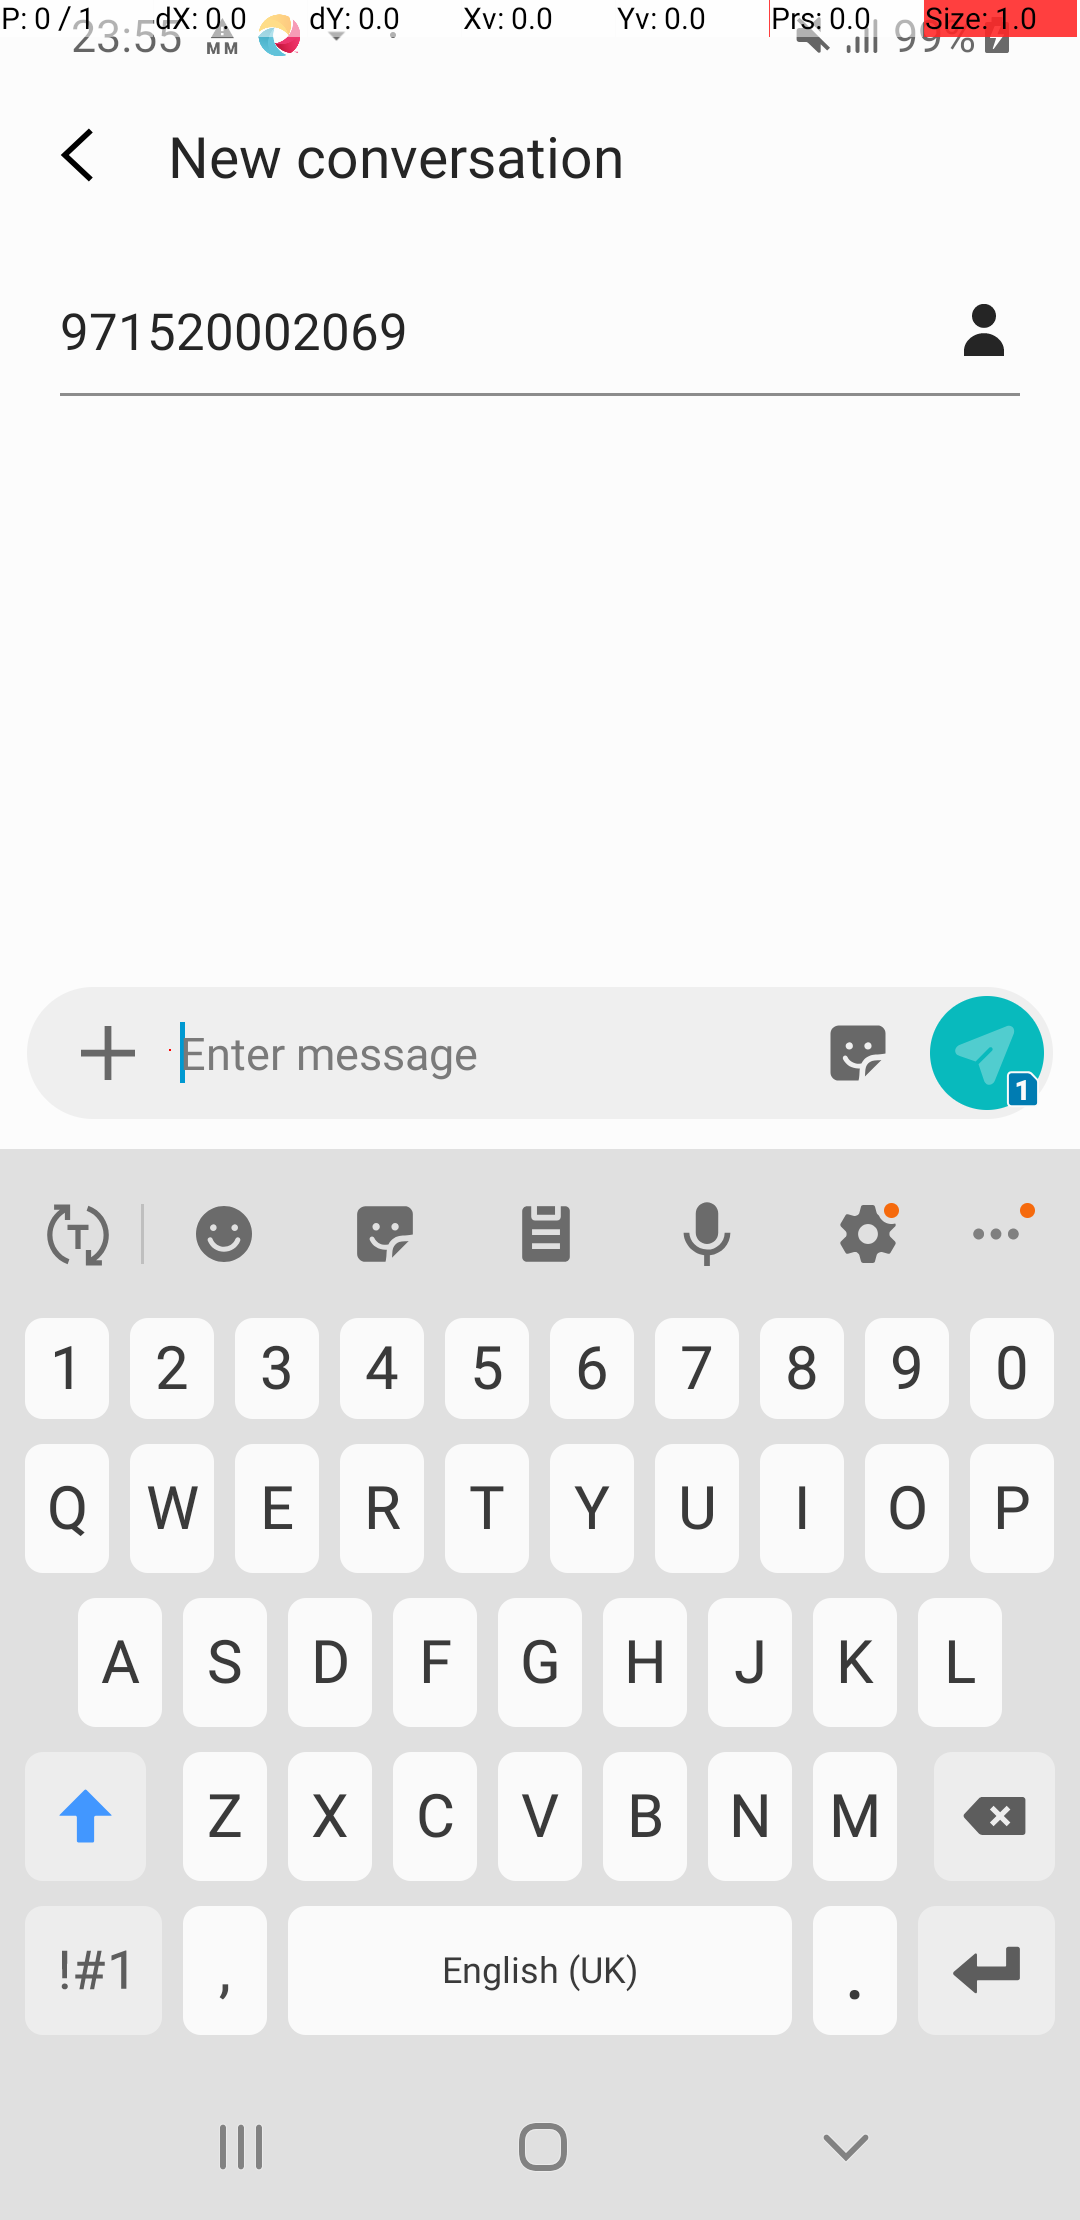 P: 0 / 1 dX: 0.0 dY: 0.0 Xv: 0.0 Yv: 0.0 Prs: 0.0 Size: 1.0
23:55 MM 99%
New conversation
971520002069
Enter message
1
T
1 2 3 4 5 6 7 8 9 0
Q W E R T Y U I O P
A S D F G H J K L
Z X C V B N M
!#1 , English (UK) .